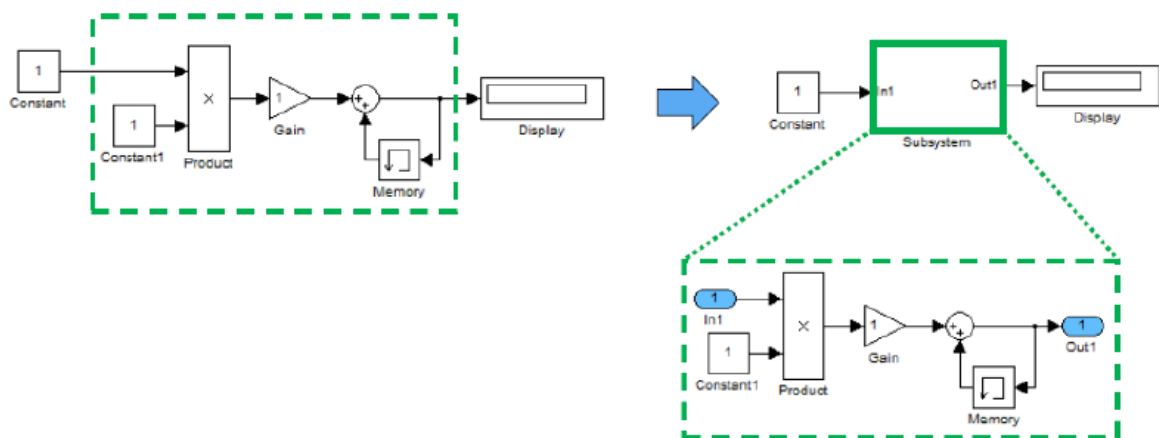 1
Constant
1
Constant1
×
Product
1
Gain
+
+
Memory
Display
1
Constant
In1
Out1
Subsystem
Display
1
In1
1
Constant1
×
Product
1
Gain
+
+
Memory
1
Out1